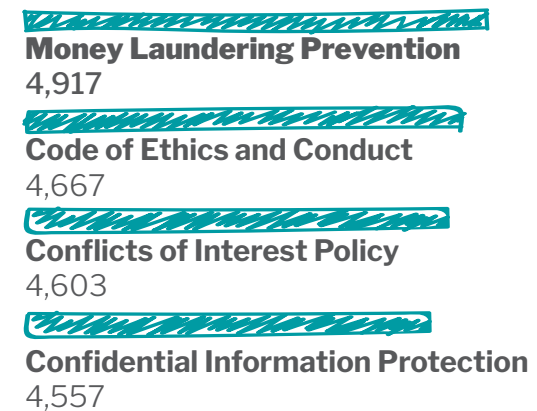 Money Laundering Prevention
4,917
Code of Ethics and Conduct
4,667
Conflicts of Interest Policy
4,603
Confidential Information Protection
4,557